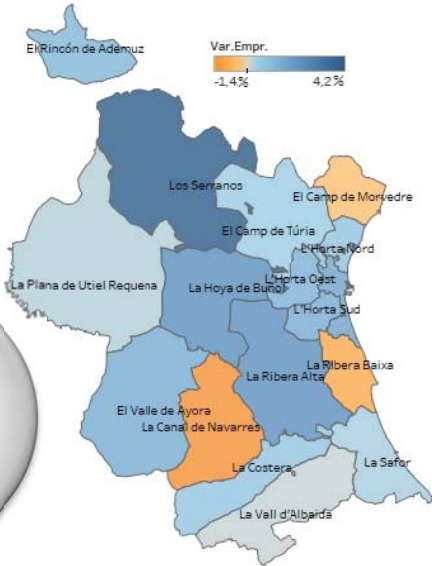 El Rincón de Ademuz
Var.Empr.
-1,4%
4,2%
Los Serranos
El Camp de Morvedre
El Camp de Túria
L'Horta Nord
La Plana de Utiel Requena
La Hoya de Buñol
L'Horta Oest
L'Horta Sud
La Ribera Baixa
La Ribera Alta
El Valle de Ayora
La Canal de Navarres
La Costera
La Safor
La Vall d'Albaida